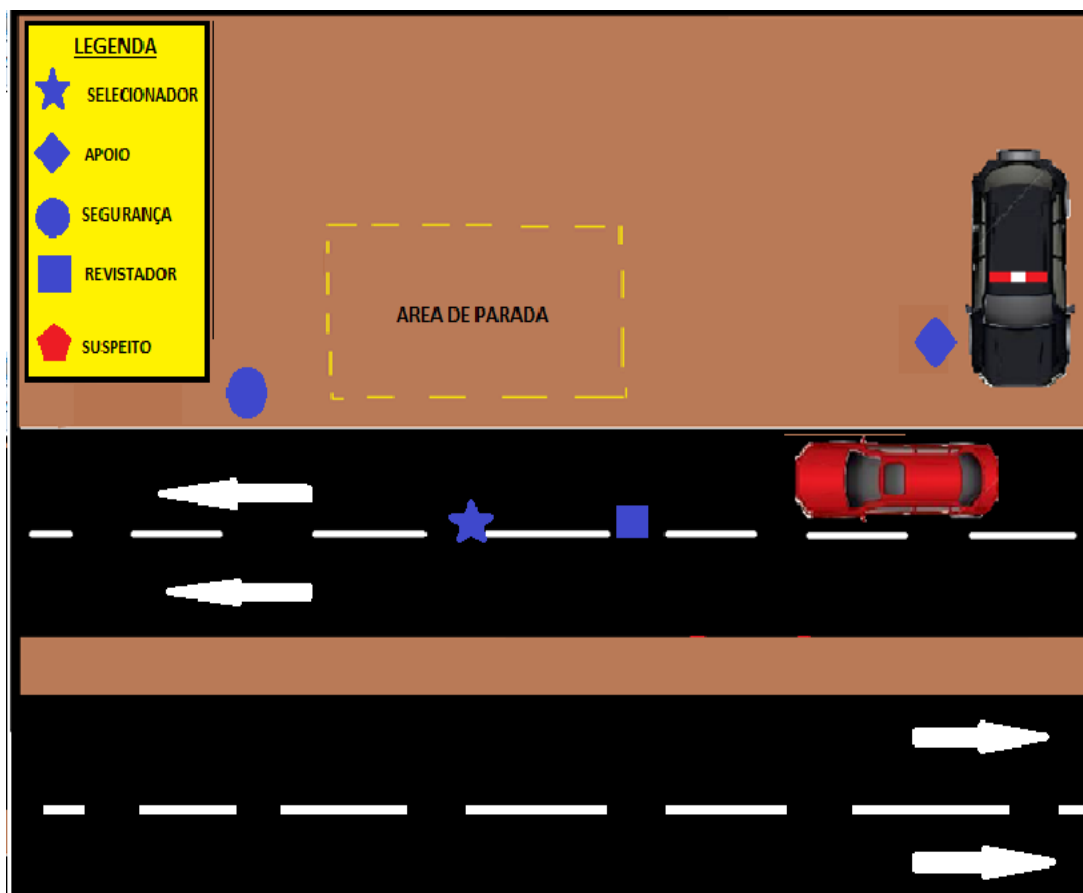 LEGENDA
SELECIONADOR
APOIO
SEGURANÇA
REVISTADOR
SUSPEITO
AREA DE PARADA